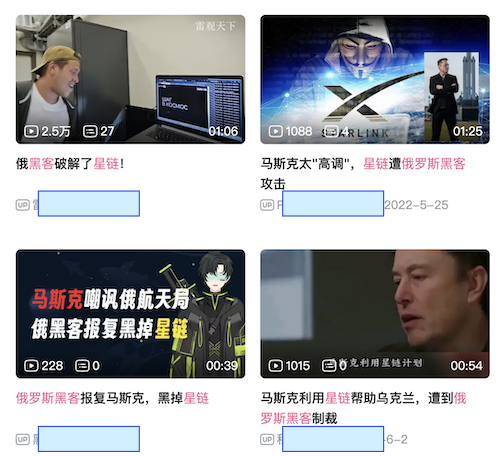 雷观天下
ШАГ
В КОСМОС
2.5万 27 01:06
俄黑客破解了星链!
UP
STARLINK
1088 4 01:25
马斯克太"高调"，星链遭俄罗斯黑客
攻击
UP 2022-5-25
马斯克嘲讽俄航天局
俄黑客报复黑掉星链
228 0 00:39
俄罗斯黑客报复马斯克，黑掉星链
UP
马斯克利用星链计划
1015 0 00:54
马斯克利用星链帮助乌克兰，遭到俄
罗斯黑客制裁
UP -6-2